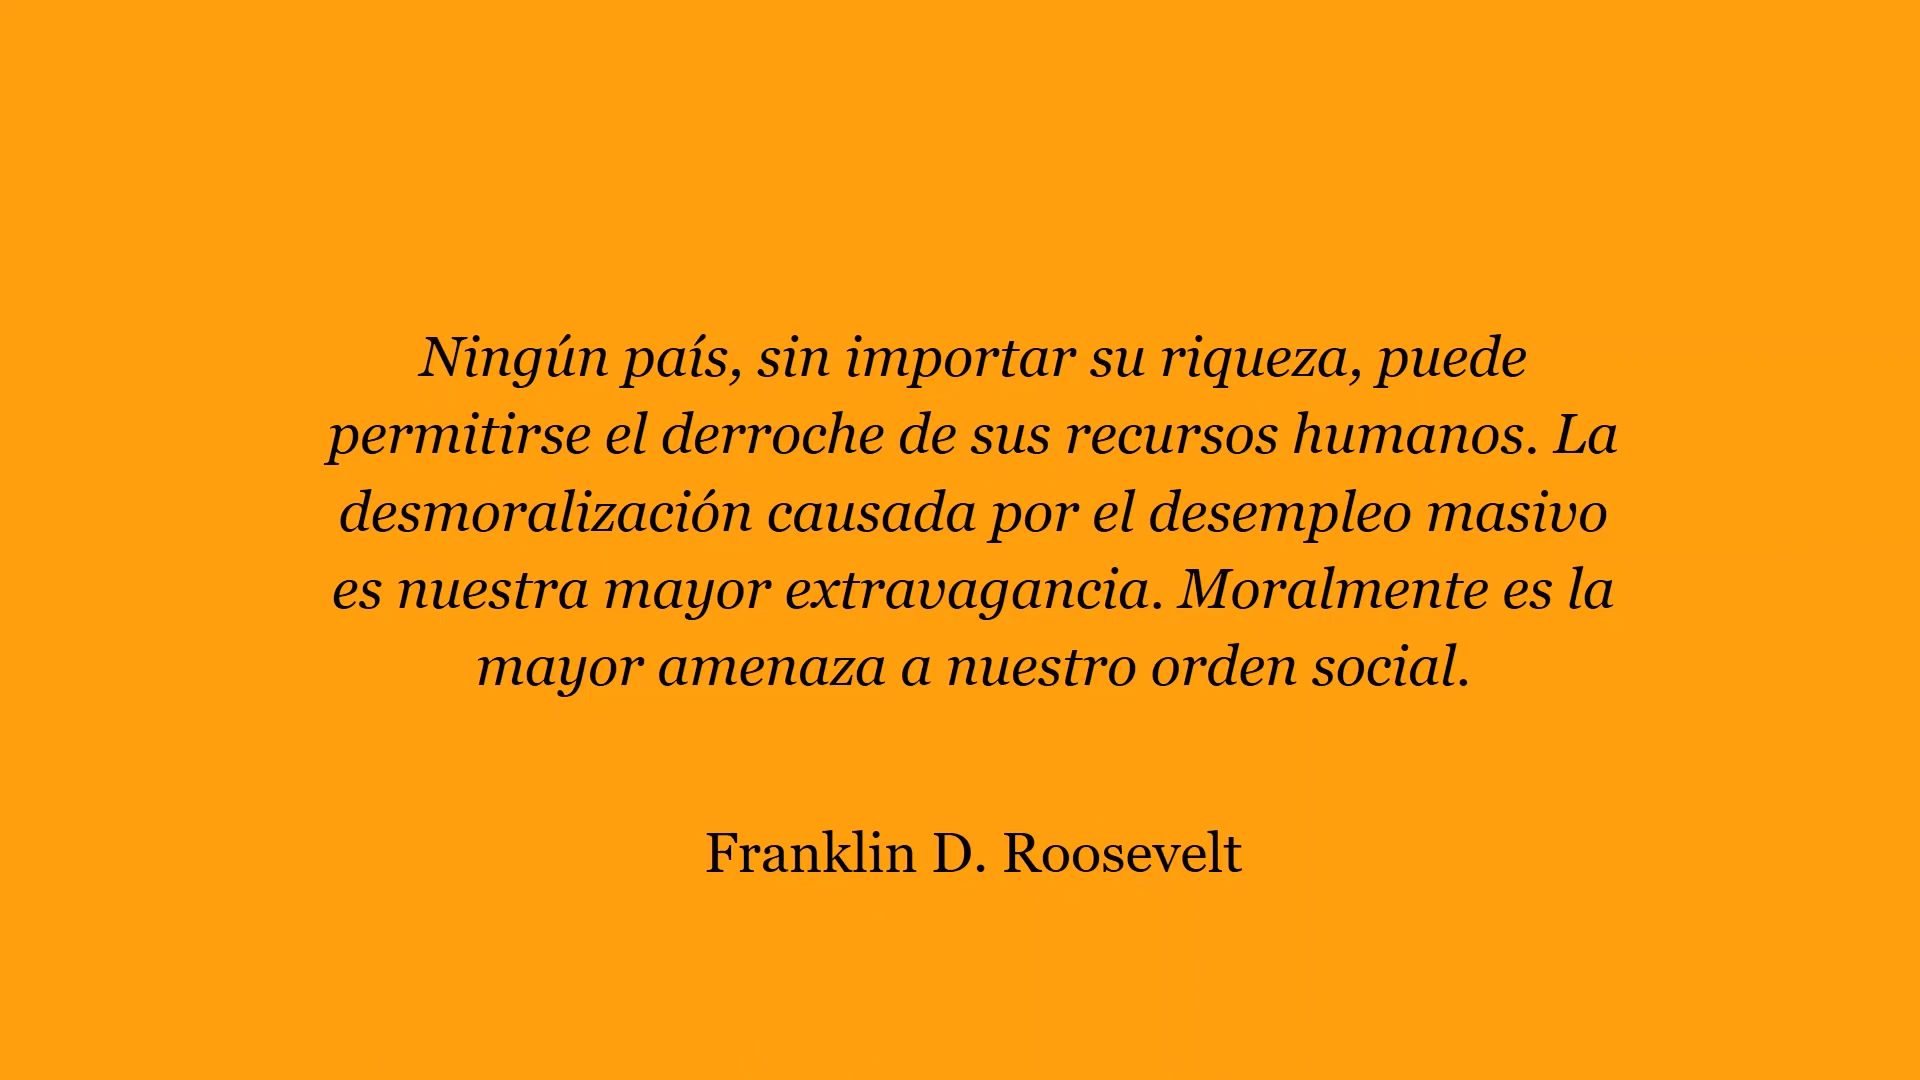 Ningún país, sin importar su riqueza, puede
permitirse el derroche de sus recursos humanos. La
desmoralización causada por el desempleo masivo
es nuestra mayor extravagancia. Moralmente es la
mayor amenaza a nuestro orden social.
Franklin D. Roosevelt